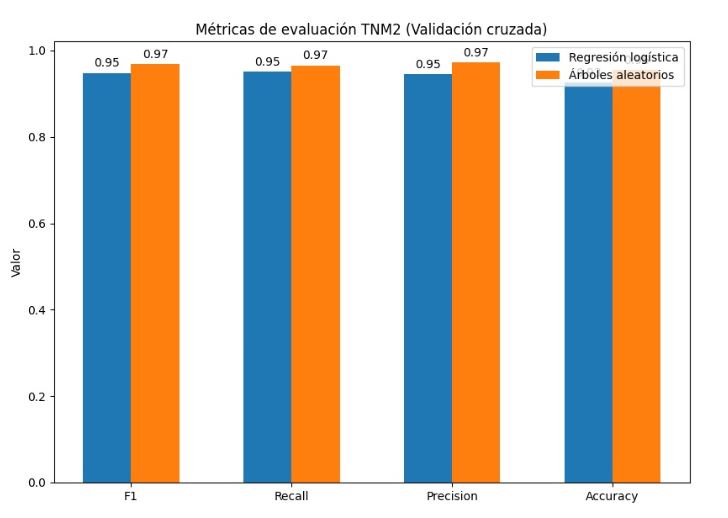 Métricas de evaluación TNM2 (Validación cruzada)
1.0
0.8
0.6
0.4
0.2
0.0
Valor
0.95
0.97
0.95
0.97
0.95
0.97
Regresión logística
Árboles aleatorios
F1
Recall
Precision
Accuracy